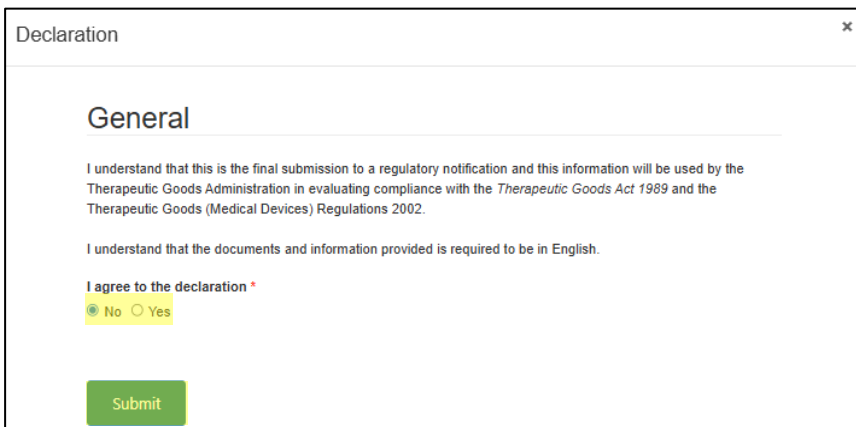 Declaration
×
General
I understand that this is the final submission to a regulatory notification and this information will be used by the
Therapeutic Goods Administration in evaluating compliance with the Therapeutic Goods Act 1989 and the
Therapeutic Goods (Medical Devices) Regulations 2002.
I understand that the documents and information provided is required to be in English.
I agree to the declaration *
No Yes
Submit